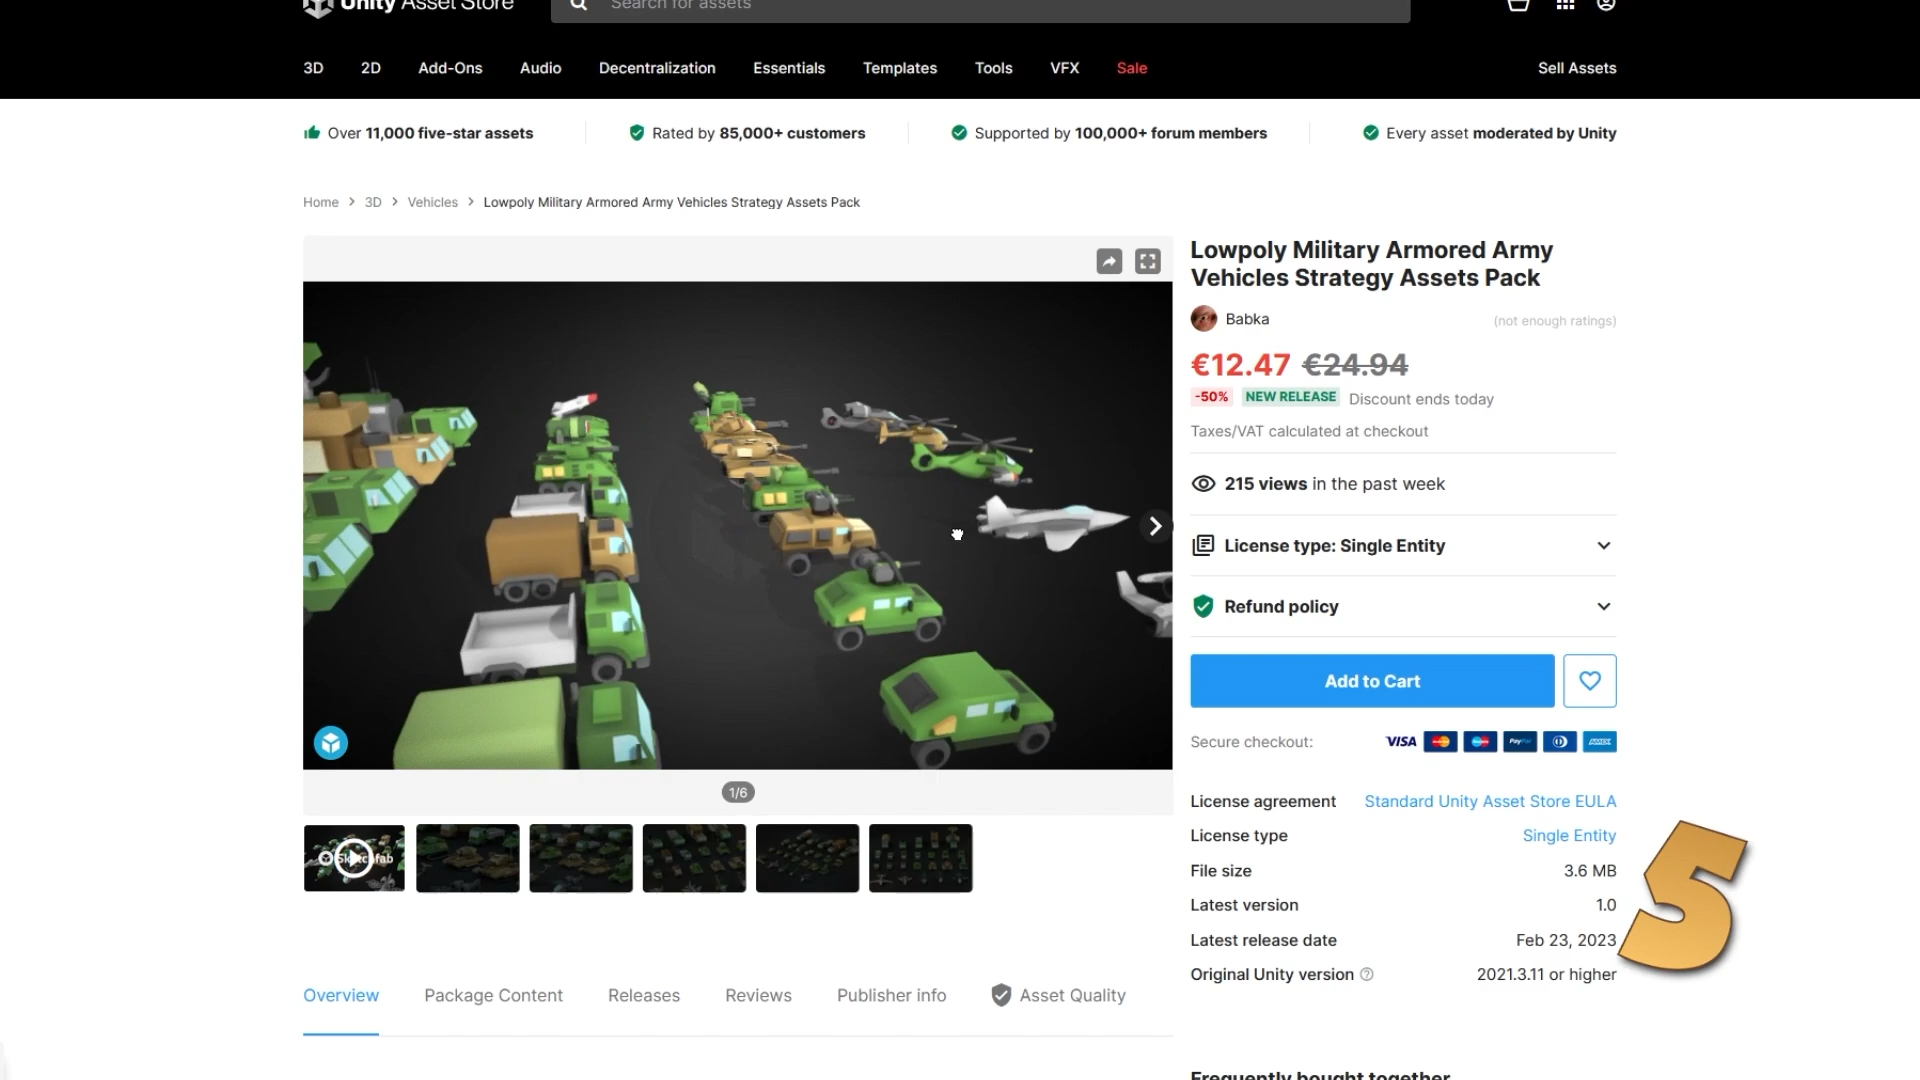 Unity Asset Store
Search for assets
3D 2D Add-Ons Audio Decentralization Essentials Templates Tools VFX Sale Sell Assets
Over 11,000 five-star assets Rated by 85,000+ customers Supported by 100,000+ forum members Every asset moderated by Unity
Home > 3D > Vehicles > Lowpoly Military Armored Army Vehicles Strategy Assets Pack
Lowpoly Military Armored Army
Vehicles Strategy Assets Pack
Babka (not enough ratings)
€12.47 €24.94
-50% NEW RELEASE Discount ends today
Taxes/VAT calculated at checkout
215 views in the past week
License type: Single Entity
Refund policy
Add to Cart
Secure checkout: VISA PayPal AMEX
1/6
Sketchfab
License agreement Standard Unity Asset Store EULA
License type Single Entity
File size 3.6 MB
Latest version 1.0
Latest release date Feb 23, 2023
Original Unity version 2021.3.11 or higher
5
Overview Package Content Releases Reviews Publisher info Asset Quality
Frequently bought together